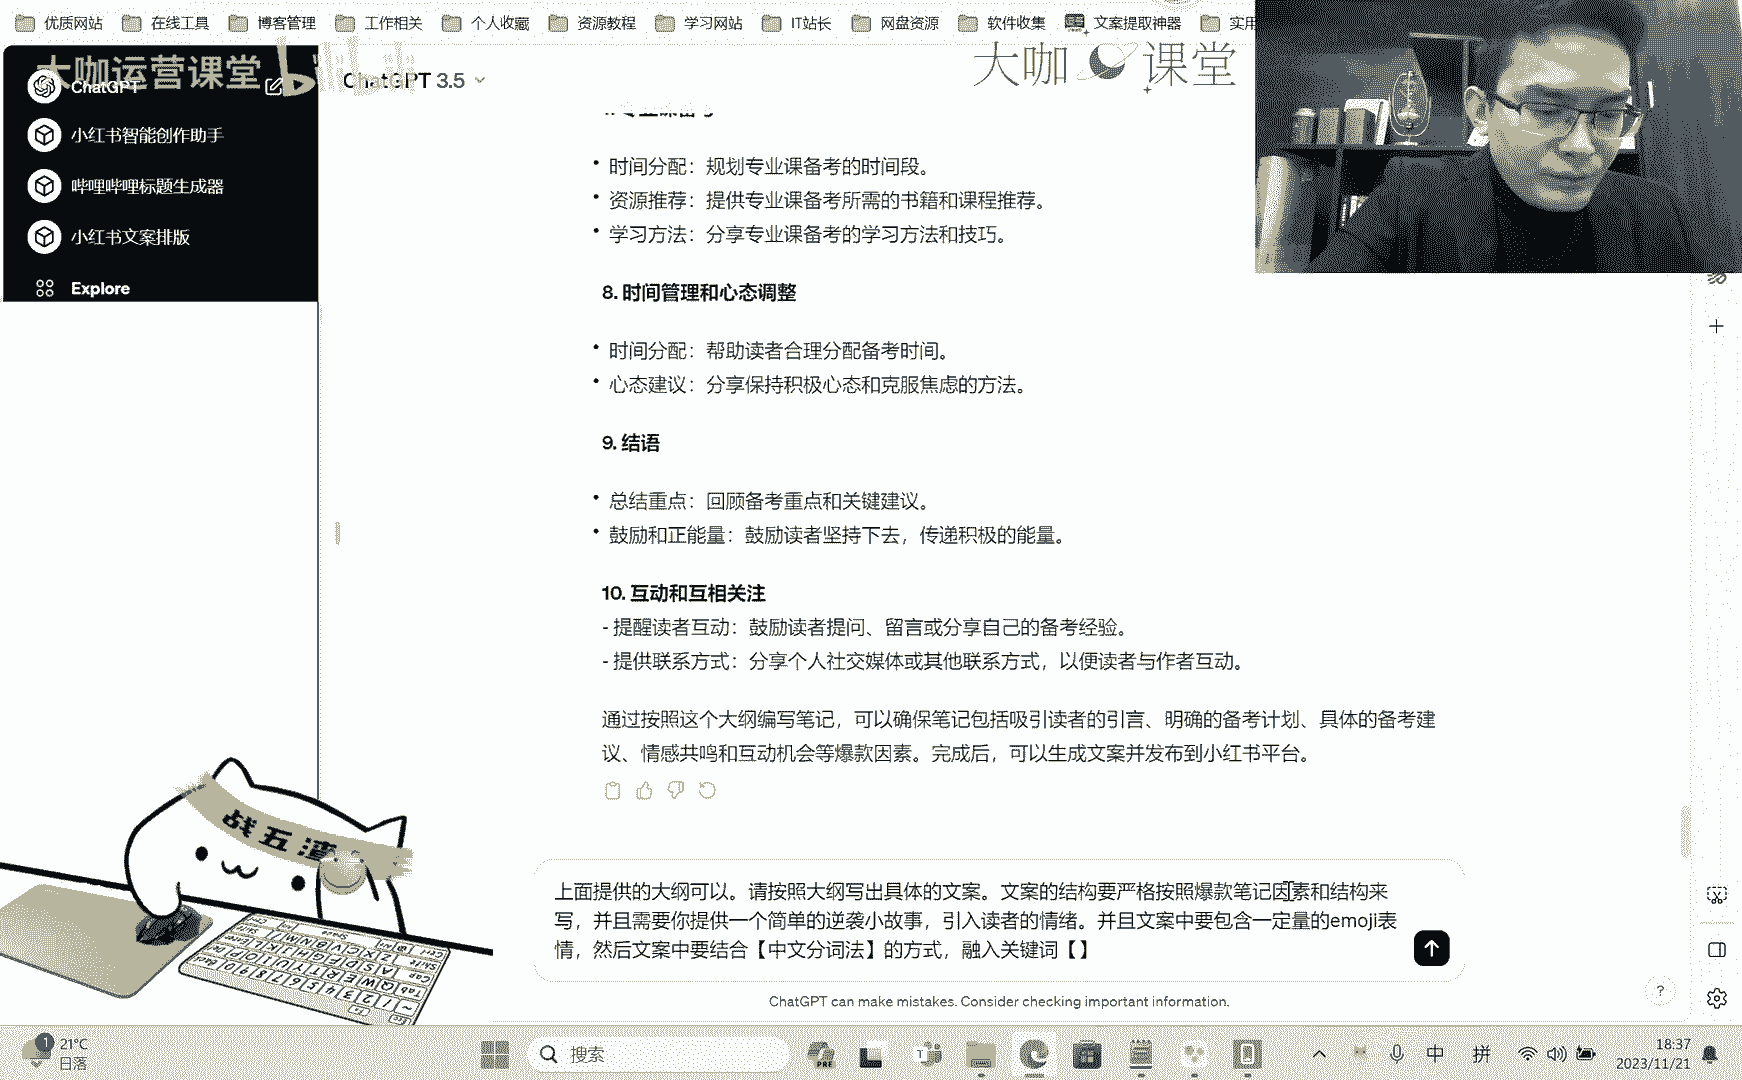 优质网站
在线工具
博客管理
工作相关
个人收藏
资源教程
学习网站
IT站长
网盘资源
软件收集
文案提取神器
实用
大咖运营课堂
大咖课堂
ChatGPT
小红书智能创作助手
哔哩哔哩标题生成器
小红书文案排版
Explore
ChatGPT 3.5
• 时间分配：规划专业课备考的时间段。
• 资源推荐：提供专业课备考所需的书籍和课程推荐。
• 学习方法：分享专业课备考的学习方法和技巧。
8. 时间管理和心态调整
• 时间分配：帮助读者合理分配备考时间。
• 心态建议：分享保持积极心态和克服焦虑的方法。
9. 结语
• 总结重点：回顾备考重点和关键建议。
• 鼓励和正能量：鼓励读者坚持下去，传递积极的能量。
10. 互动和互相关注
- 提醒读者互动：鼓励读者提问、留言或分享自己的备考经验。
- 提供联系方式：分享个人社交媒体或其他联系方式，以便读者与作者互动。
通过按照这个大纲编写笔记，可以确保笔记包括吸引读者的引言、明确的备考计划、具体的备考建
议、情感共鸣和互动机会等爆款因素。完成后，可以生成文案并发布到小红书平台。
上面提供的大纲可以。请按照大纲写出具体的文案。文案的结构要严格按照爆款笔记因素和结构来
写，并且需要你提供一个简单的逆袭小故事，引入读者的情绪。并且文案中要包含一定量的emoji表
情，然后文案中要结合【中文分词法】的方式，融入关键词【】
ChatGPT can make mistakes. Consider checking important information.
?
战五渣
1
21°C
日落
搜索
PRE
中
拼
18:37
2023/11/21